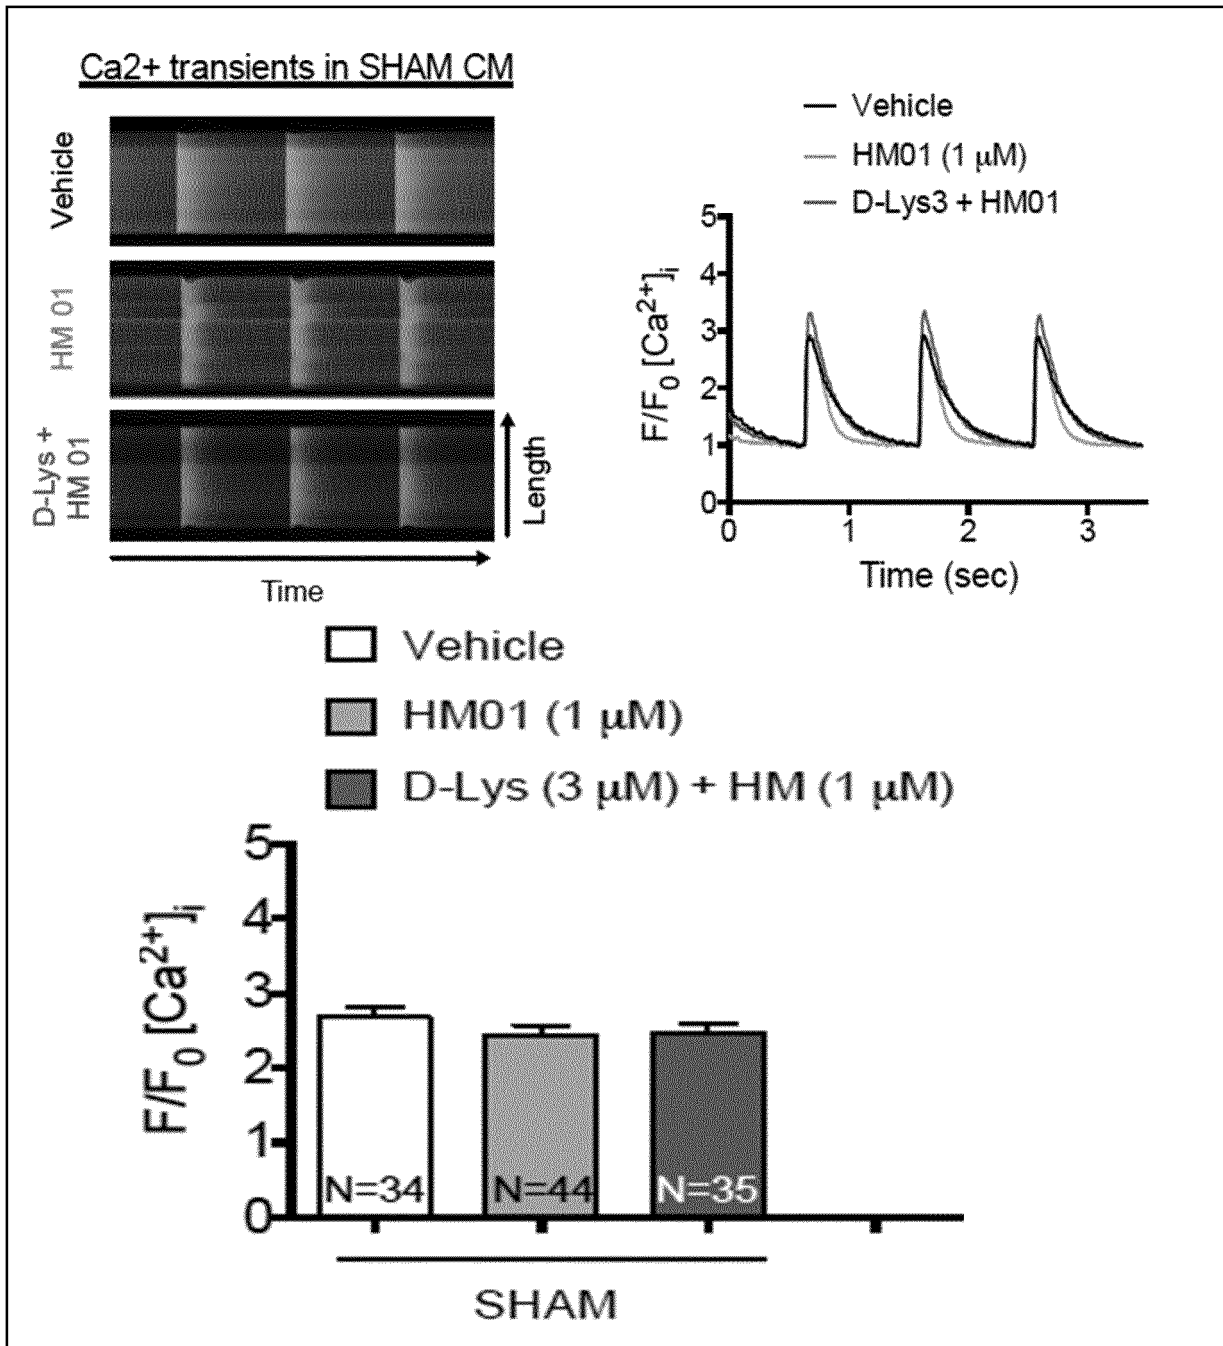 Ca2+ transients in SHAM CM
Vehicle
HM 01
D-Lys +
HM 01
Length
Time
Vehicle
HM01 (1 µM)
D-Lys3 + HM01
5
4
3
2
1
0
F/F0 [Ca2+]i
0 1 2 3
Time (sec)
Vehicle
HM01 (1 µM)
D-Lys (3 µM) + HM (1 µM)
5
4
3
2
1
0
F/F0 [Ca2+]i
N=34 N=44 N=35
SHAM